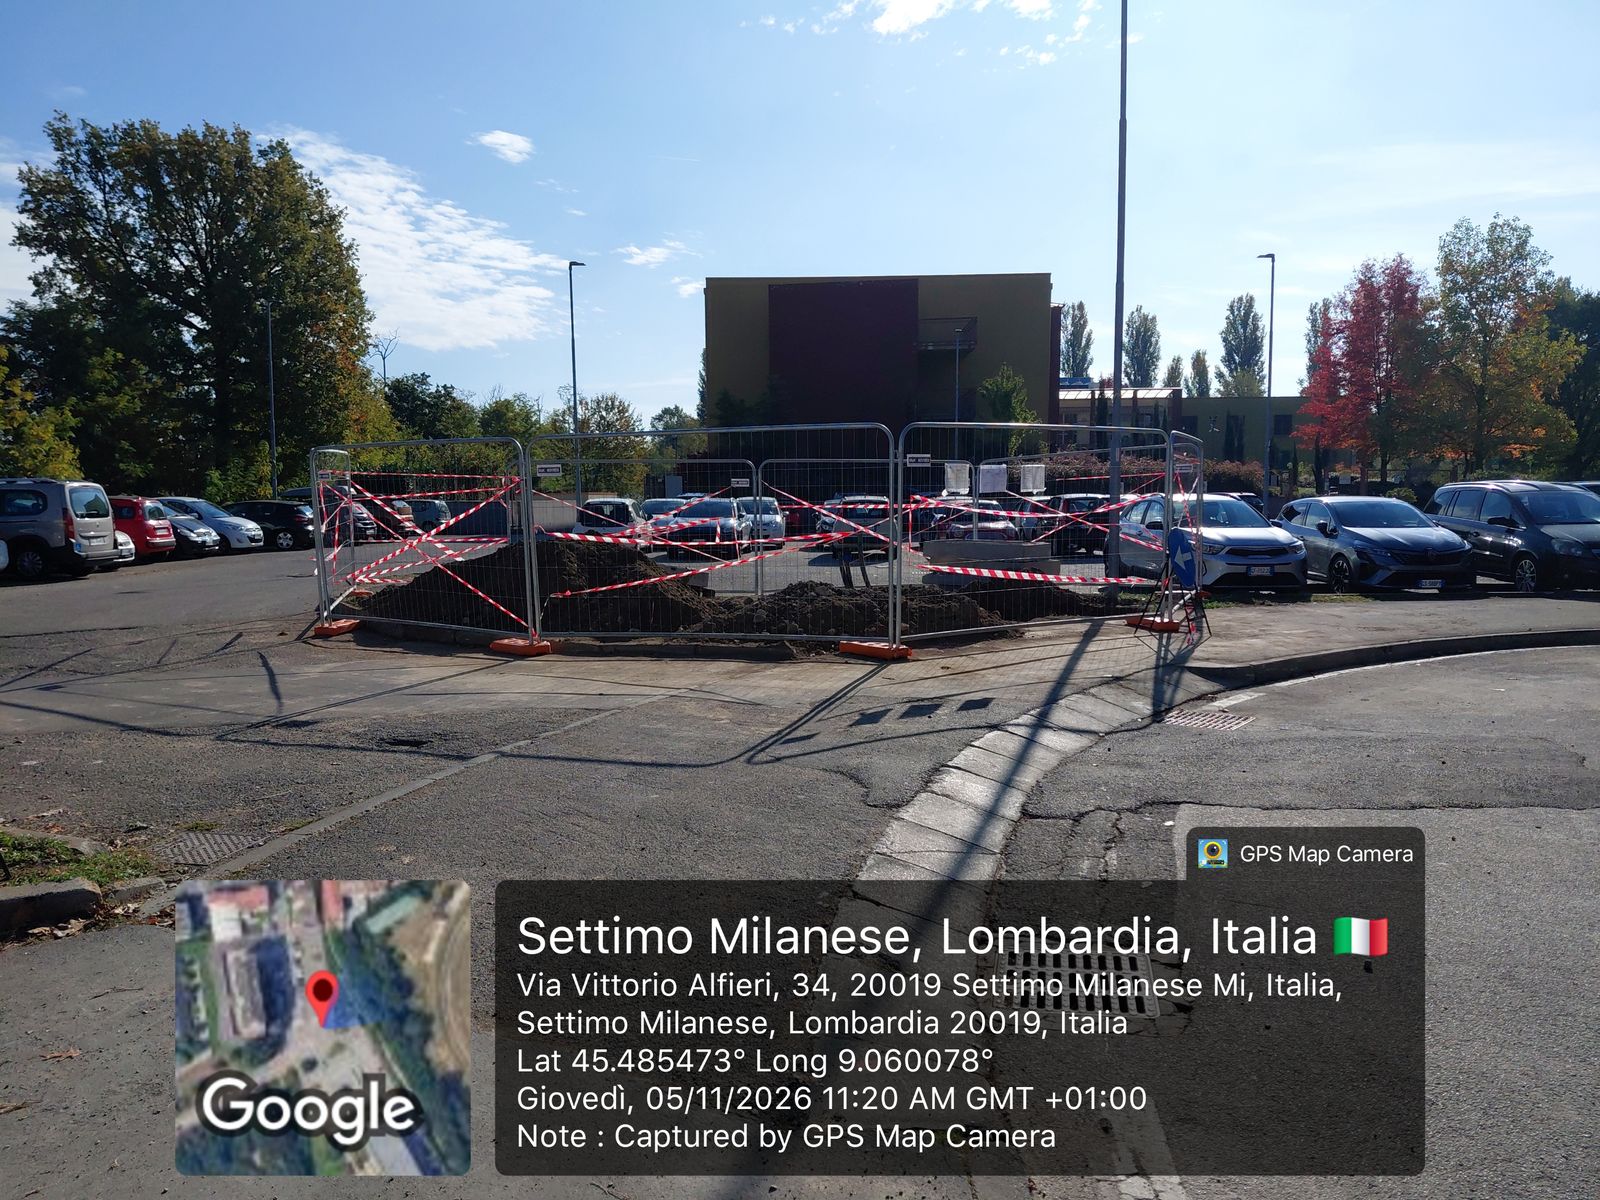 GPS Map Camera
Settimo Milanese, Lombardia, Italia 🇮🇹
Via Vittorio Alfieri, 34, 20019 Settimo Milanese Mi, Italia,
Settimo Milanese, Lombardia 20019, Italia
Lat 45.485473° Long 9.060078°
Giovedì, 05/11/2026 11:20 AM GMT +01:00
Note : Captured by GPS Map Camera
Google